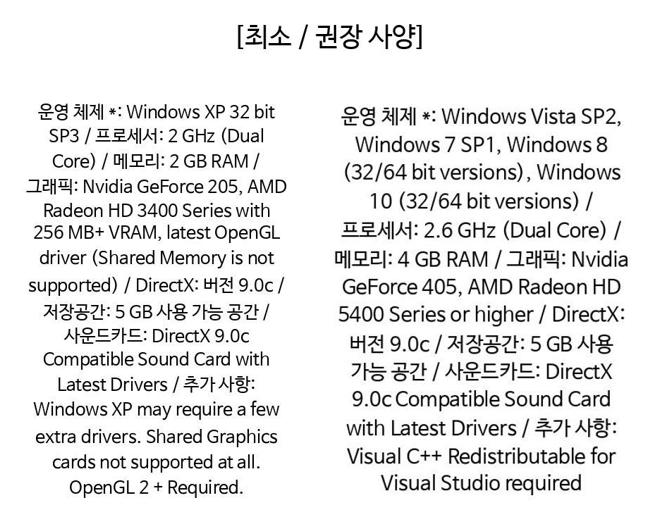 [최소 / 권장 사양]
운영 체제 *: Windows XP 32 bit
SP3 / 프로세서: 2 GHz (Dual
Core) / 메모리: 2 GB RAM /
그래픽: Nvidia GeForce 205, AMD
Radeon HD 3400 Series with
256 MB+ VRAM, latest OpenGL
driver (Shared Memory is not
supported) / DirectX: 버전 9.0c /
저장공간: 5 GB 사용 가능 공간 /
사운드카드: DirectX 9.0c
Compatible Sound Card with
Latest Drivers / 추가 사항:
Windows XP may require a few
extra drivers. Shared Graphics
cards not supported at all.
OpenGL 2 + Required.
운영 체제 *: Windows Vista SP2,
Windows 7 SP1, Windows 8
(32/64 bit versions), Windows
10 (32/64 bit versions) /
프로세서: 2.6 GHz (Dual Core) /
메모리: 4 GB RAM / 그래픽: Nvidia
GeForce 405, AMD Radeon HD
5400 Series or higher / DirectX:
버전 9.0c / 저장공간: 5 GB 사용
가능 공간 / 사운드카드: DirectX
9.0c Compatible Sound Card
with Latest Drivers / 추가 사항:
Visual C++ Redistributable for
Visual Studio required